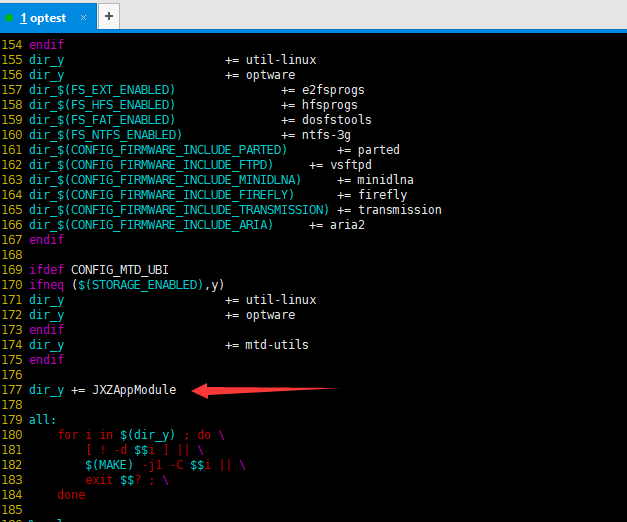 1 optest × +
154 endif
155 dir_y += util-linux
156 dir_y += optware
157 dir_$(FS_EXT_ENABLED) += e2fsprogs
158 dir_$(FS_HFS_ENABLED) += hfsprogs
159 dir_$(FS_FAT_ENABLED) += dosfstools
160 dir_$(FS_NTFS_ENABLED) += ntfs-3g
161 dir_$(CONFIG_FIRMWARE_INCLUDE_PARTED) += parted
162 dir_$(CONFIG_FIRMWARE_INCLUDE_FTPD) += vsftpd
163 dir_$(CONFIG_FIRMWARE_INCLUDE_MINIDLNA) += minidlna
164 dir_$(CONFIG_FIRMWARE_INCLUDE_FIREFLY) += firefly
165 dir_$(CONFIG_FIRMWARE_INCLUDE_TRANSMISSION) += transmission
166 dir_$(CONFIG_FIRMWARE_INCLUDE_ARIA) += aria2
167 endif
168
169 ifdef CONFIG_MTD_UBI
170 ifneq ($(STORAGE_ENABLED),y)
171 dir_y += util-linux
172 dir_y += optware
173 endif
174 dir_y += mtd-utils
175 endif
176
177 dir_y += JXZAppModule
178
179 all:
180 for i in $(dir_y) ; do \
181 [ ! -d $$i ] || \
182 $(MAKE) -j1 -C $$i || \
183 exit $$? ; \
184 done
185